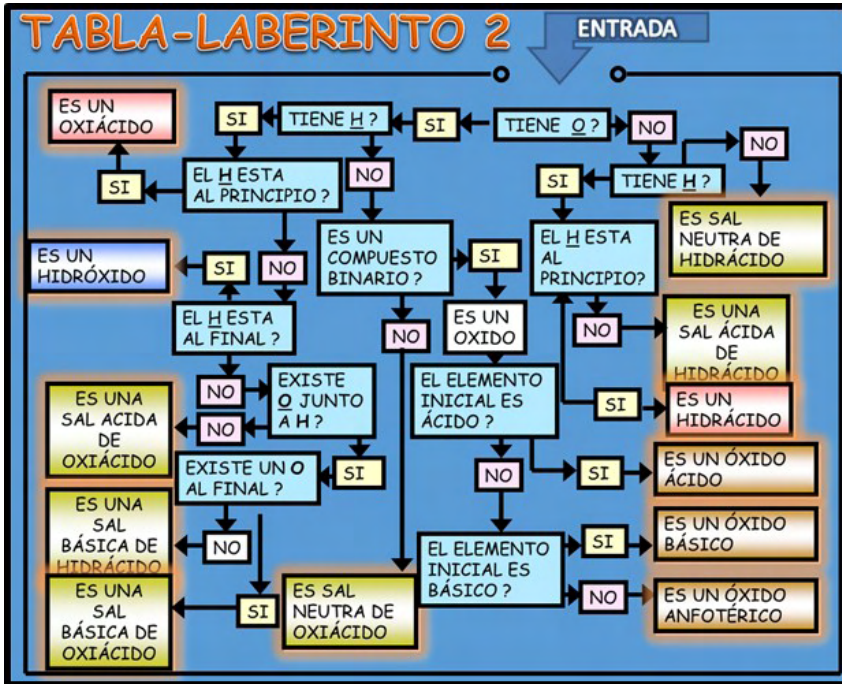 TABLA-LABERINTO 2
ENTRADA
ES UN
OXIÁCIDO
SI
TIENE H ?
SI
TIENE O ?
NO
NO
SI
EL H ESTA
AL PRINCIPIO ?
NO
SI
TIENE H ?
ES SAL
NEUTRA DE
HIDRÁCIDO
ES UN
HIDRÓXIDO
SI
NO
ES UN
COMPUESTO
BINARIO ?
SI
EL H ESTA
AL
PRINCIPIO?
EL H ESTA
AL FINAL ?
NO
ES UN
OXIDO
NO
ES UNA
SAL ÁCIDA
DE
HIDRÁCIDO
NO
EXISTE
O JUNTO
A H ?
EL ELEMENTO
INICIAL ES
ÁCIDO ?
SI
ES UN
HIDRÁCIDO
ES UNA
SAL ACIDA
DE
OXIÁCIDO
NO
EXISTE UN O
AL FINAL ?
SI
NO
SI
ES UN ÓXIDO
ÁCIDO
ES UNA
SAL
BÁSICA DE
HIDRÁCIDO
NO
EL ELEMENTO
INICIAL ES
BÁSICO ?
SI
ES UN ÓXIDO
BÁSICO
ES UNA
SAL
BÁSICA DE
OXIÁCIDO
SI
ES SAL
NEUTRA DE
OXIÁCIDO
NO
ES UN ÓXIDO
ANFOTÉRICO